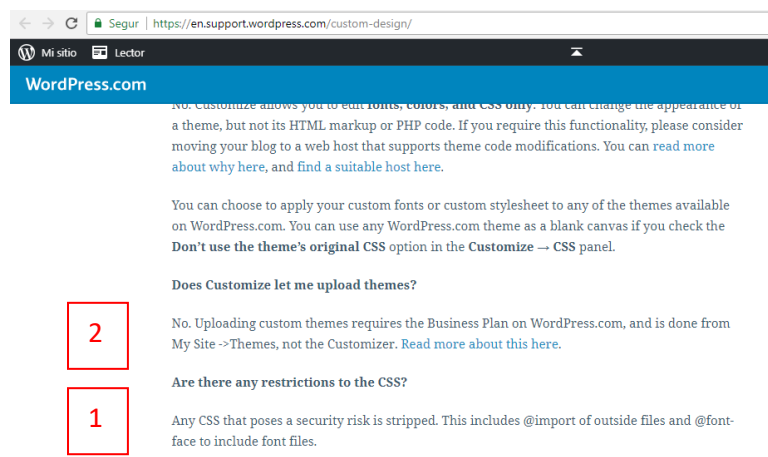 Segur | https://en.support.wordpress.com/custom-design/
Mi sitio Lector
WordPress.com
No. Customize allows you to edit fonts, colors, and CSS only. You can change the appearance of
a theme, but not its HTML markup or PHP code. If you require this functionality, please consider
moving your blog to a web host that supports theme code modifications. You can read more
about why here, and find a suitable host here.
You can choose to apply your custom fonts or custom stylesheet to any of the themes available
on WordPress.com. You can use any WordPress.com theme as a blank canvas if you check the
Don’t use the theme’s original CSS option in the Customize → CSS panel.
Does Customize let me upload themes?
2
No. Uploading custom themes requires the Business Plan on WordPress.com, and is done from
My Site ->Themes, not the Customizer. Read more about this here.
Are there any restrictions to the CSS?
1
Any CSS that poses a security risk is stripped. This includes @import of outside files and @font-
face to include font files.